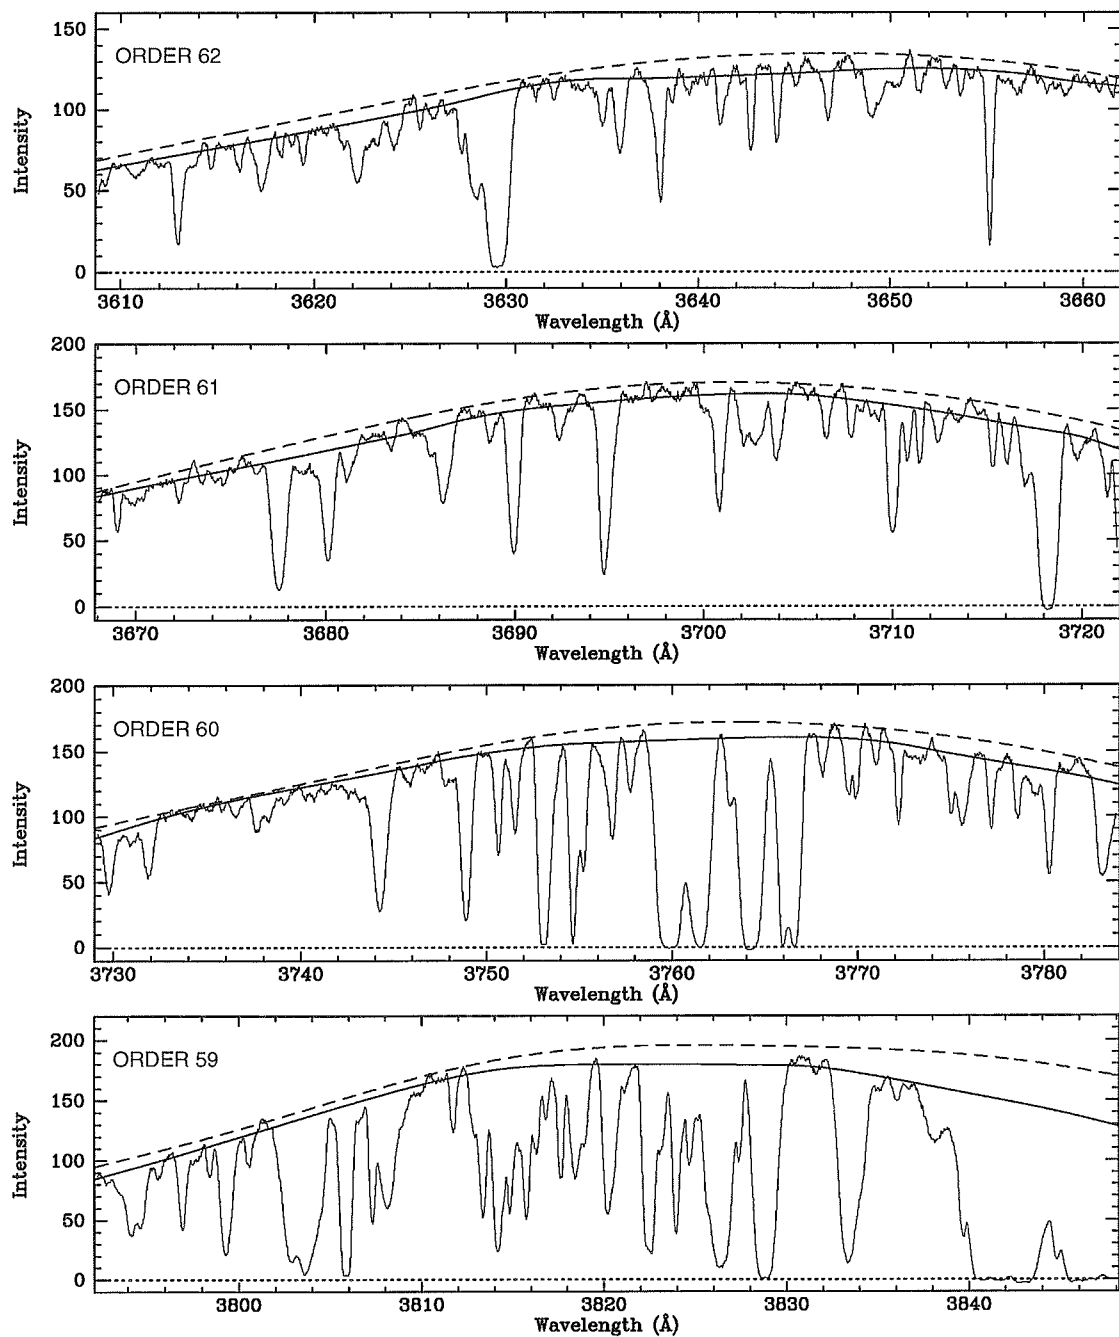 ORDER 62
Intensity
150
100
50
0
3610 3620 3630 3640 3650 3660
Wavelength (Å)
ORDER 61
Intensity
200
150
100
50
0
3670 3680 3690 3700 3710 3720
Wavelength (Å)
ORDER 60
Intensity
200
150
100
50
0
3730 3740 3750 3760 3770 3780
Wavelength (Å)
ORDER 59
Intensity
200
150
100
50
0
3800 3810 3820 3830 3840
Wavelength (Å)